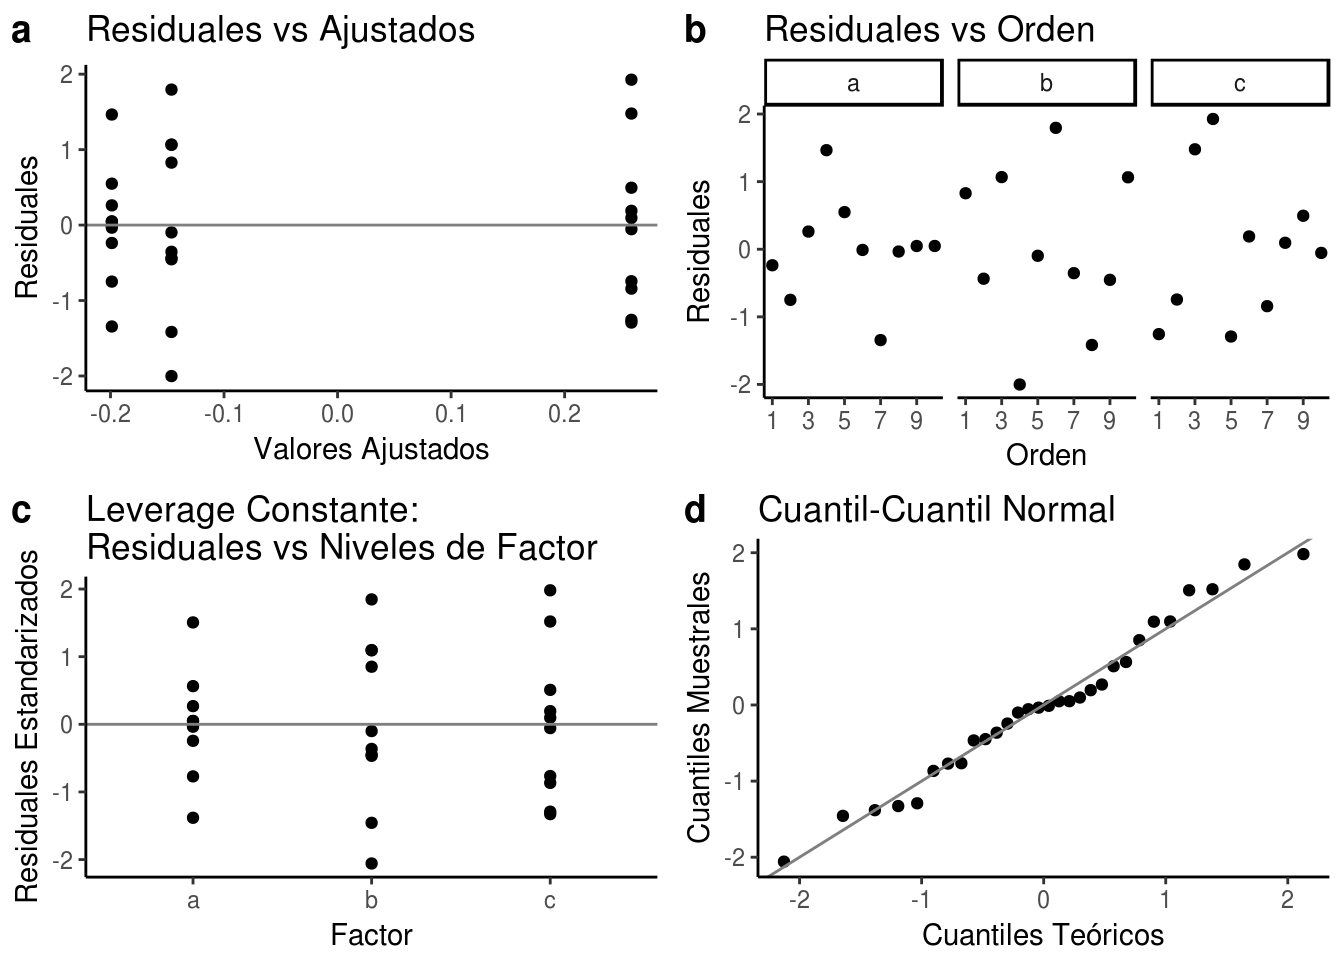 a Residuales vs Ajustados
2
1
0
-1
-2
Residuales
-0.2 -0.1 0.0 0.1 0.2
Valores Ajustados
b Residuales vs Orden
a b c
2
1
0
-1
-2
Residuales
1 3 5 7 9 1 3 5 7 9 1 3 5 7 9
Orden
c Leverage Constante:
Residuales vs Niveles de Factor
2
1
0
-1
-2
Residuales Estandarizados
a b c
Factor
d Cuantil-Cuantil Normal
2
1
0
-1
-2
Cuantiles Muestrales
-2 -1 0 1 2
Cuantiles Teóricos